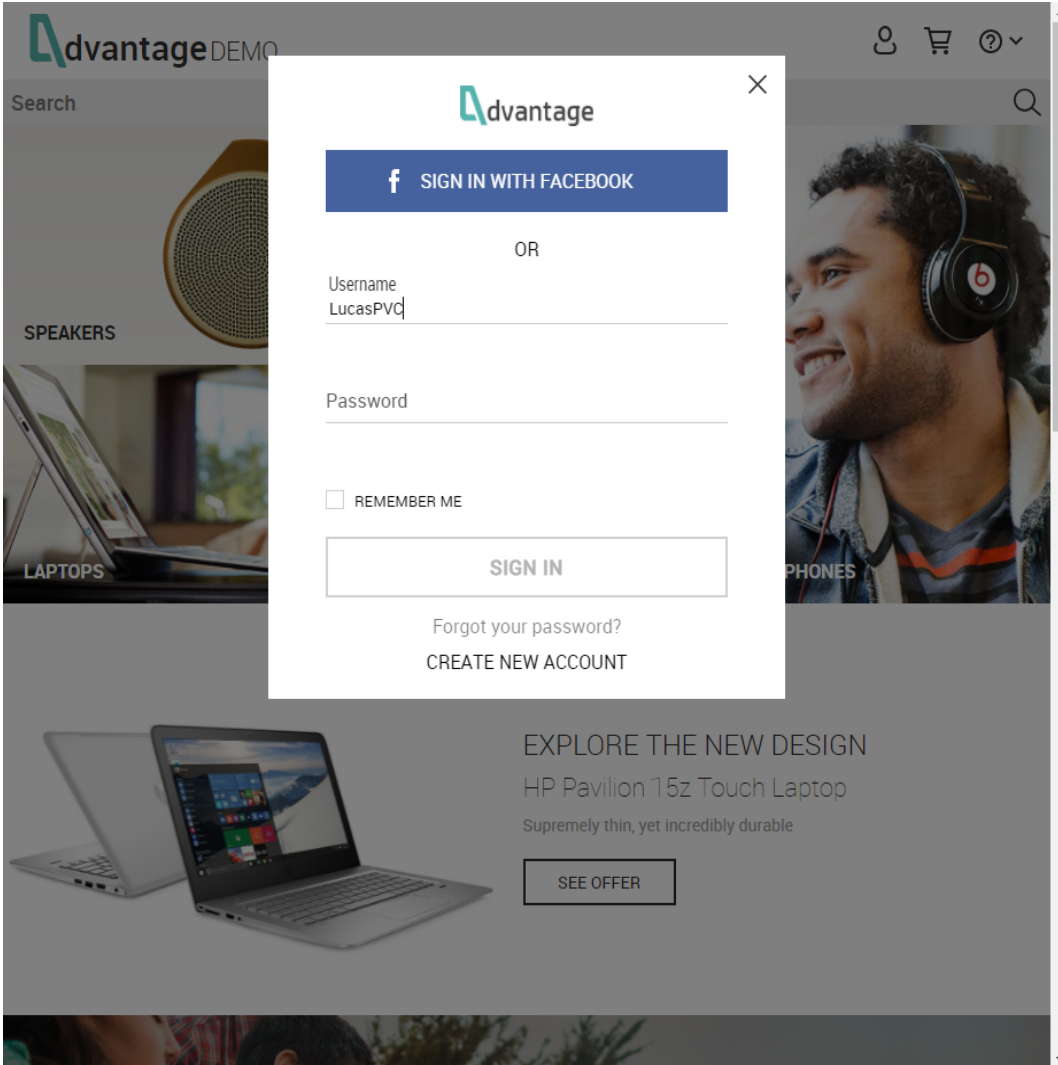 dvantage DEMO
Search
dvantage
SIGN IN WITH FACEBOOK
OR
Username
LucasPVC
Password
REMEMBER ME
SIGN IN
Forgot your password?
CREATE NEW ACCOUNT
SPEAKERS
LAPTOPS
PHONES
EXPLORE THE NEW DESIGN
HP Pavilion 15z Touch Laptop
Supremely thin, yet incredibly durable
SEE OFFER